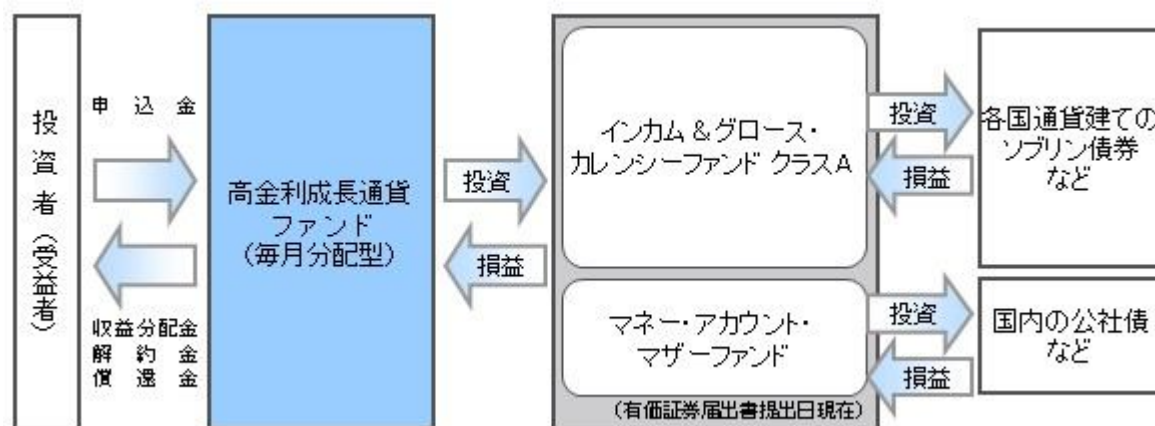 投資者（受益者）
申込金
収益分配金
解約金
償還金
高金利成長通貨
ファンド
（毎月分配型）
投資
損益
インカム＆グロース・
カレンシーファンド クラスA
マネー・アカウント・
マザーファンド
（有価証券届出書提出日現在）
投資
損益
各国通貨建ての
ソブリン債券
など
投資
損益
国内の公社債
など